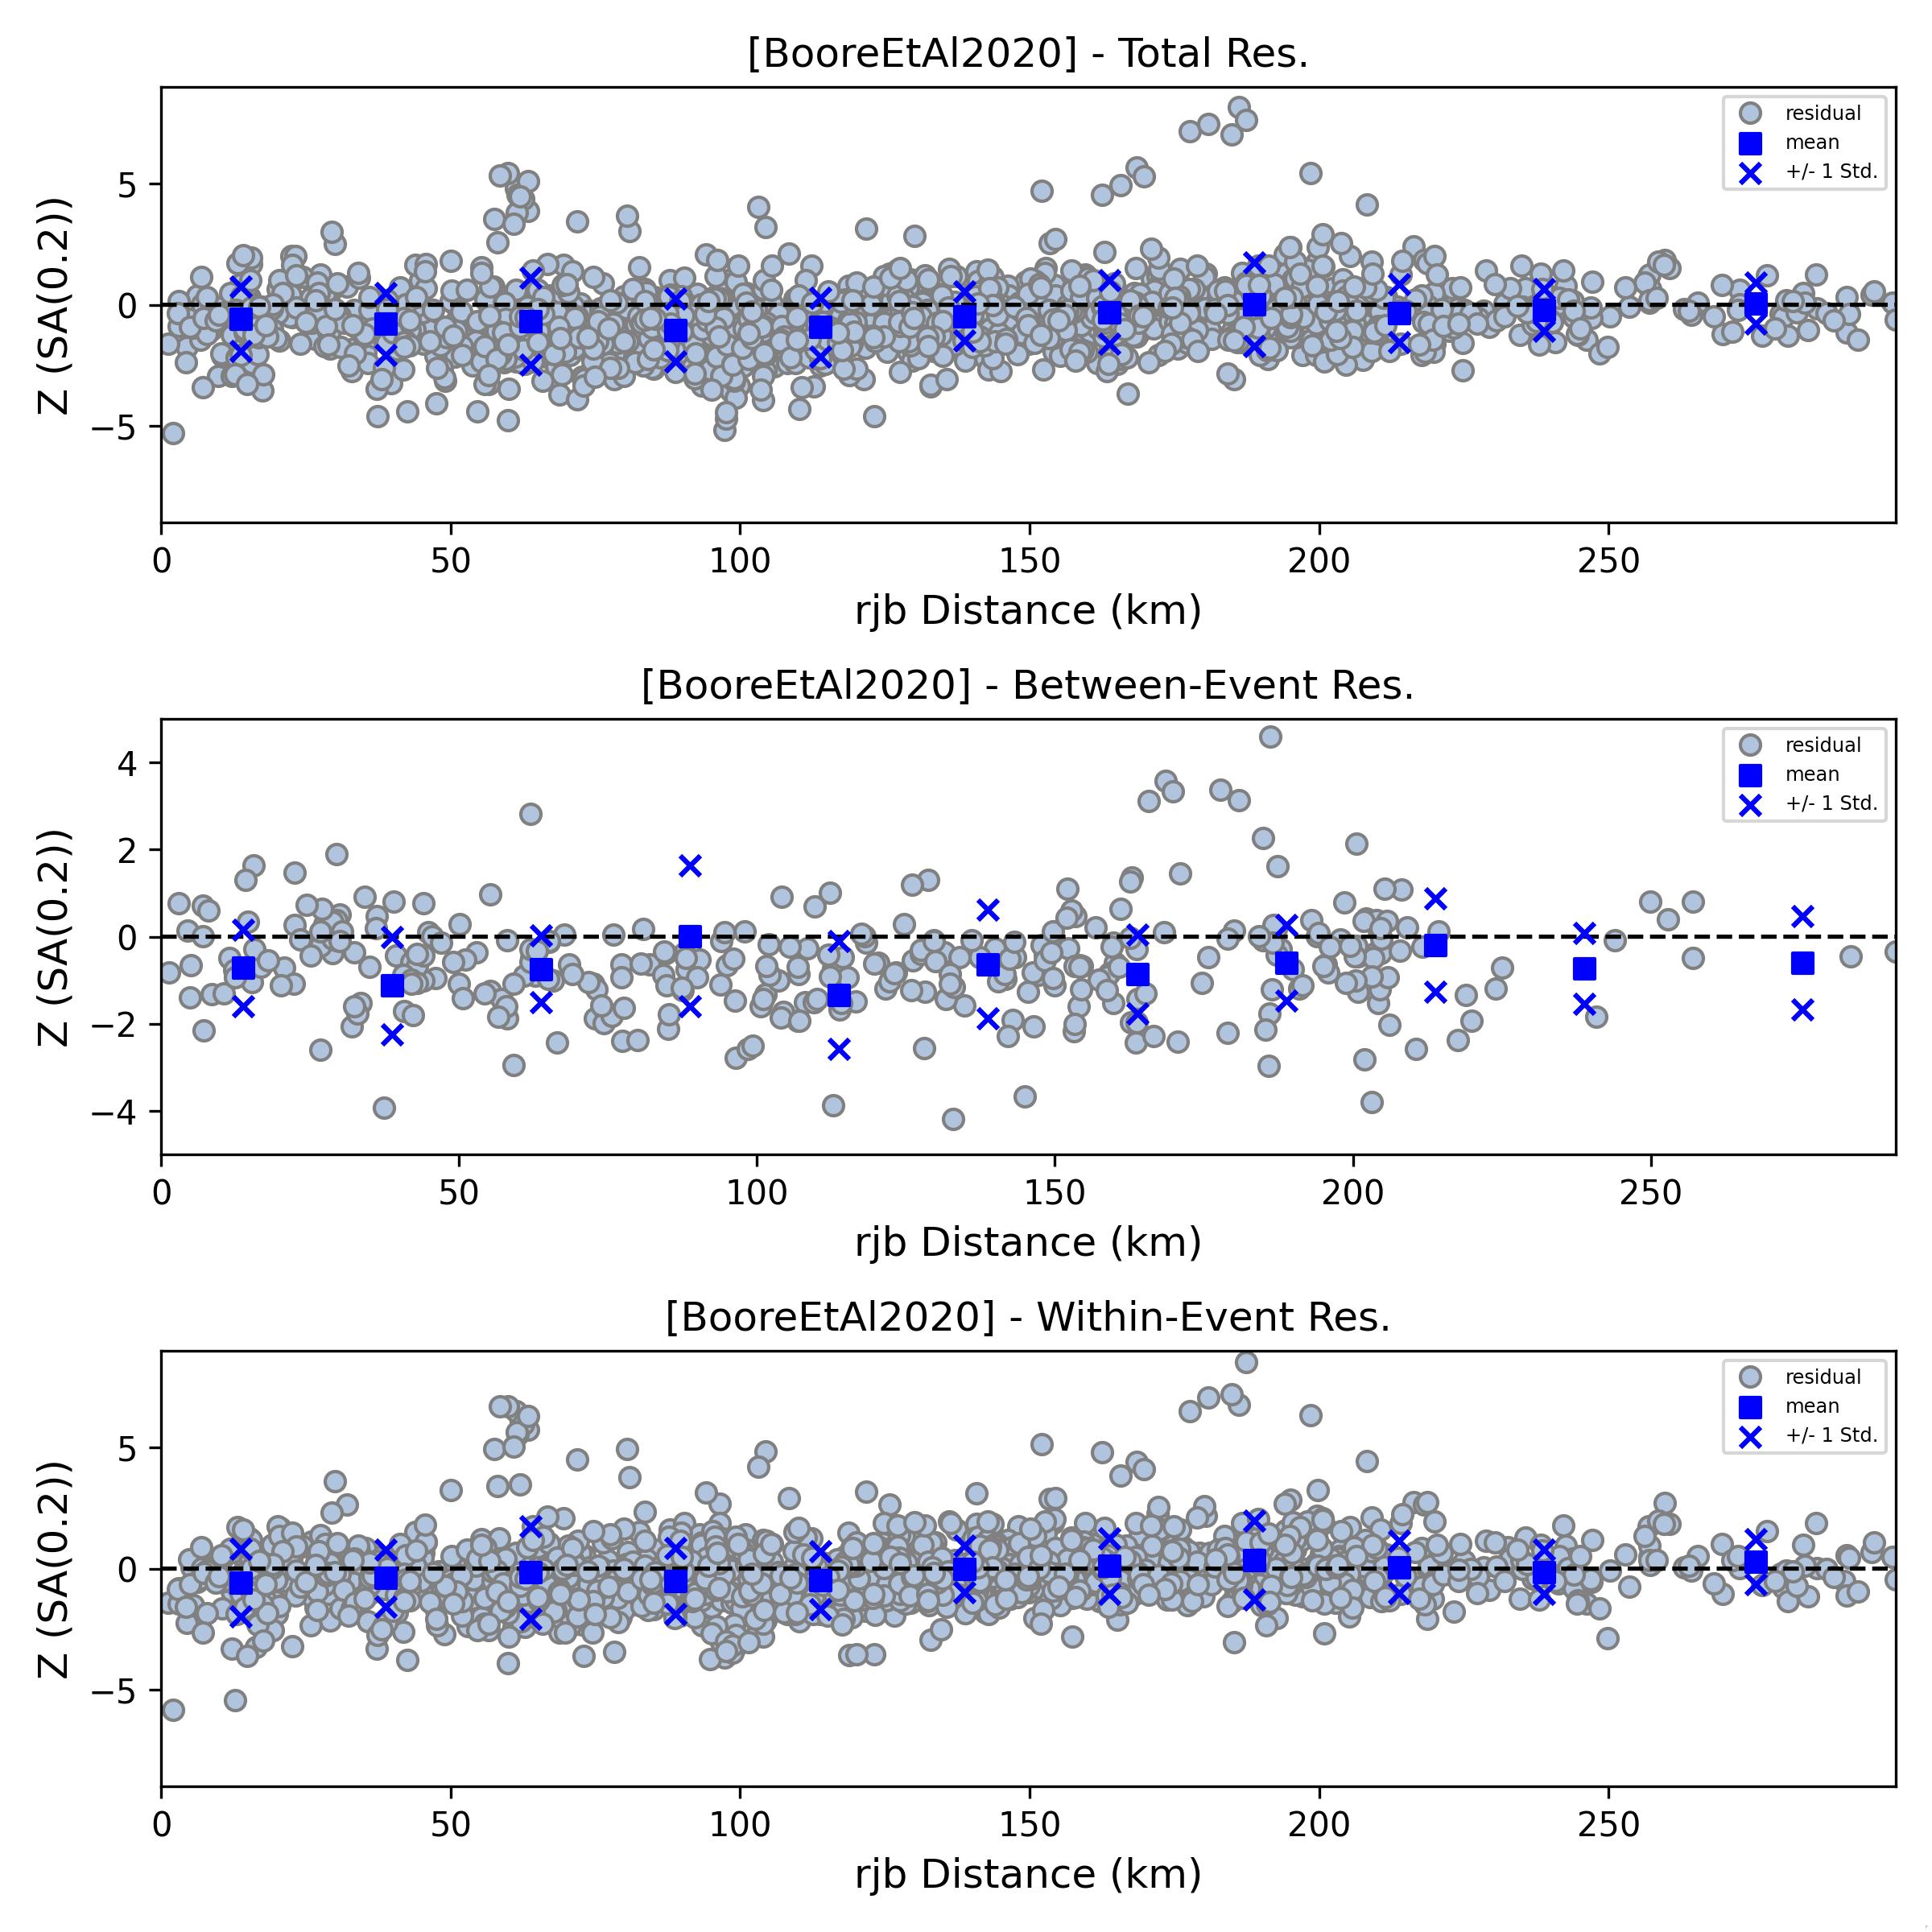 [BooreEtAl2020] - Total Res.
Z (SA(0.2))
5
0
−5
residual
mean
+/- 1 Std.
0 50 100 150 200 250
rjb Distance (km)
[BooreEtAl2020] - Between-Event Res.
Z (SA(0.2))
4
2
0
−2
−4
residual
mean
+/- 1 Std.
0 50 100 150 200 250
rjb Distance (km)
[BooreEtAl2020] - Within-Event Res.
Z (SA(0.2))
5
0
−5
residual
mean
+/- 1 Std.
0 50 100 150 200 250
rjb Distance (km)